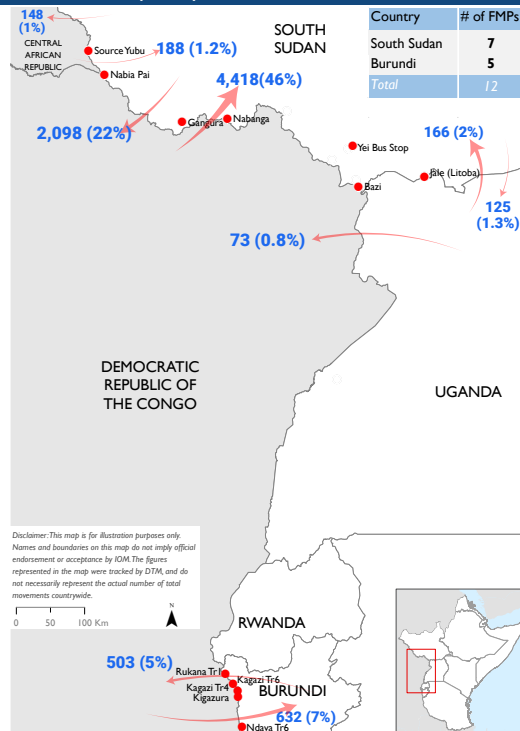 148
(1%)
CENTRAL
AFRICAN
REPUBLIC
Source Yubu
188 (1.2%)
Nabia Pai
SOUTH
SUDAN
4,418(46%)
2,098 (22%)
Gangura
Nabanga
Country # of FMPs
South Sudan 7
Burundi 5
Total 12
166 (2%)
Yei Bus Stop
Jale (Litoba)
Bazi
125
(1.3%)
73 (0.8%)
DEMOCRATIC
REPUBLIC OF
THE CONGO
UGANDA
Disclaimer: This map is for illustration purposes only.
Names and boundaries on this map do not imply official
endorsement or acceptance by IOM. The figures
represented in the map were tracked by DTM, and do
not necessarily represent the actual number of total
movements countrywide.
0 50 100 Km
N
RWANDA
503 (5%)
Rukana Tr1
Kagazi Tr6
Kagazi Tr4
Kigazura
BURUNDI
632 (7%)
Ndava Tr6